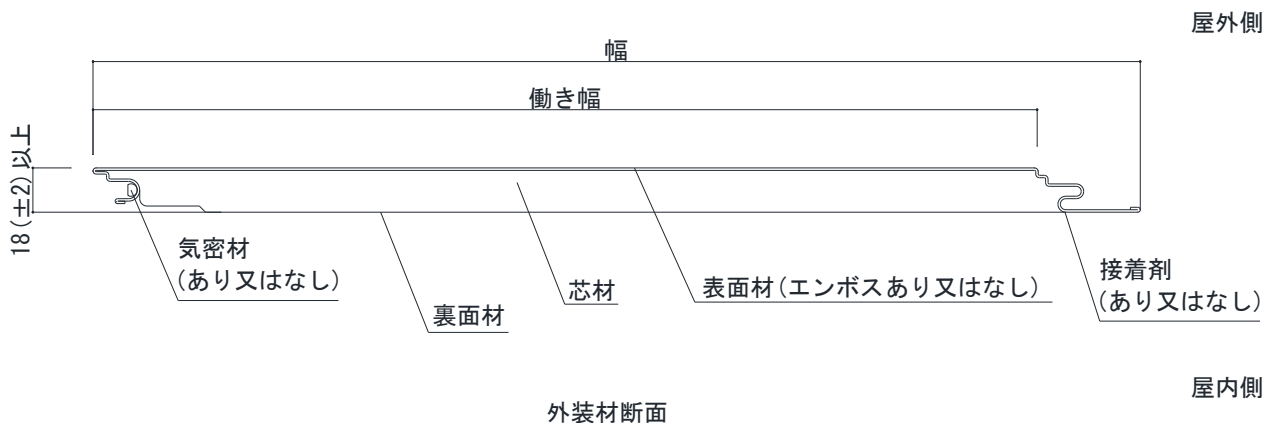 屋外側
幅
働き幅
18(±2)以上
気密材
(あり又はなし)
裏面材
芯材
表面材(エンボスあり又はなし)
接着剤
(あり又はなし)
屋内側
外装材断面